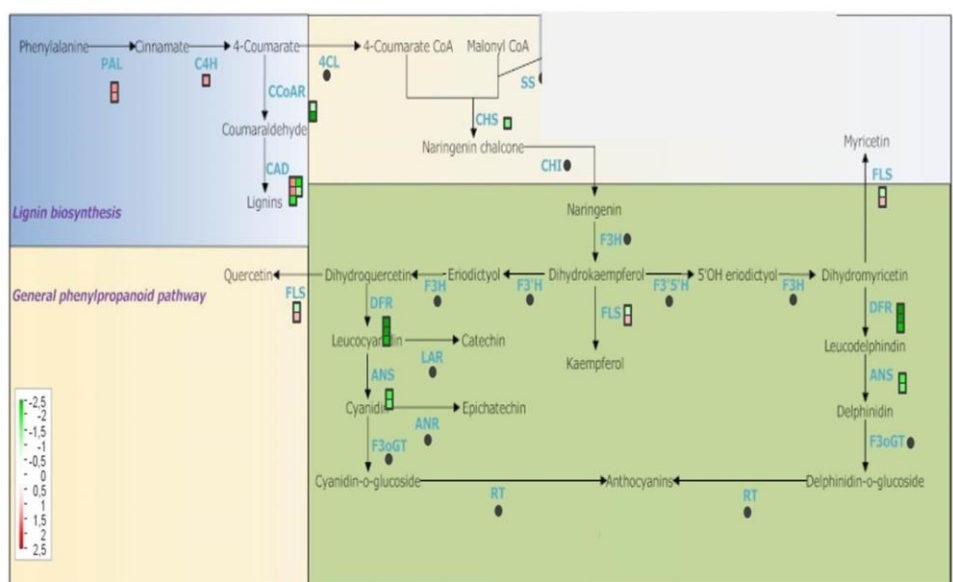 Phenylalanine Cinnamate 4-Coumarate 4-Coumarate CoA Malonyl CoA
PAL C4H 4CL
SS
CCoAR
CHS
Coumaraldehyde
Naringenin chalcone
Myricetin
CHI
CAD
FLS
Lignins
Lignin biosynthesis
Naringenin
F3H
Quercetin Dihydroquercetin Eriodictyol Dihydrokaempferol 5'OH eriodictyol Dihydromyricetin
F3H F3'H F3'5'H F3H
General phenylpropanoid pathway
FLS
DFR
FLS
DFR
Leucocyanidin Catechin
Leucodelphindin
LAR
Kaempferol
ANS
ANS
Cyanidin Epichatechin
Delphinidin
ANR
F3oGT
F3oGT
Cyanidin-o-glucoside Anthocyanins Delphinidin-o-glucoside
RT RT
-2,5
-2
-1,5
-1
-0,5
0
0,5
1
1,5
2
2,5